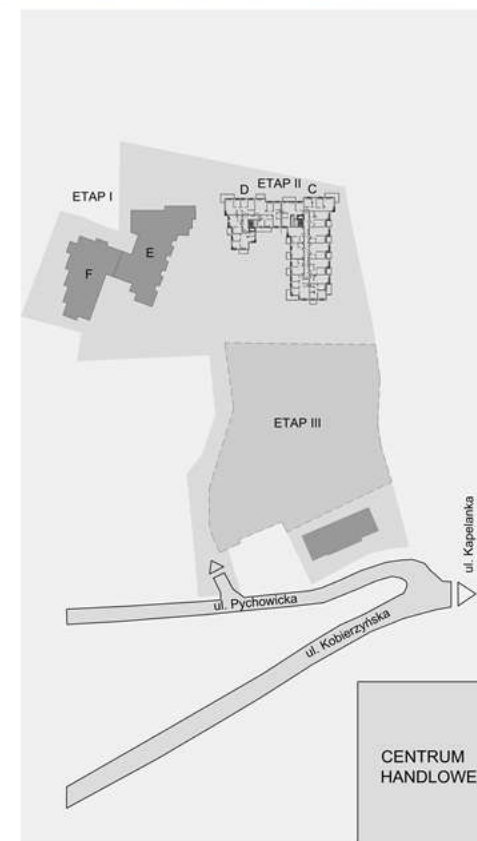 ETAP I
D ETAP II C
E
F
ETAP III
ul. Kapelanka
ul. Pychowicka
ul. Kobierzyńska
CENTRUM
HANDLOWE